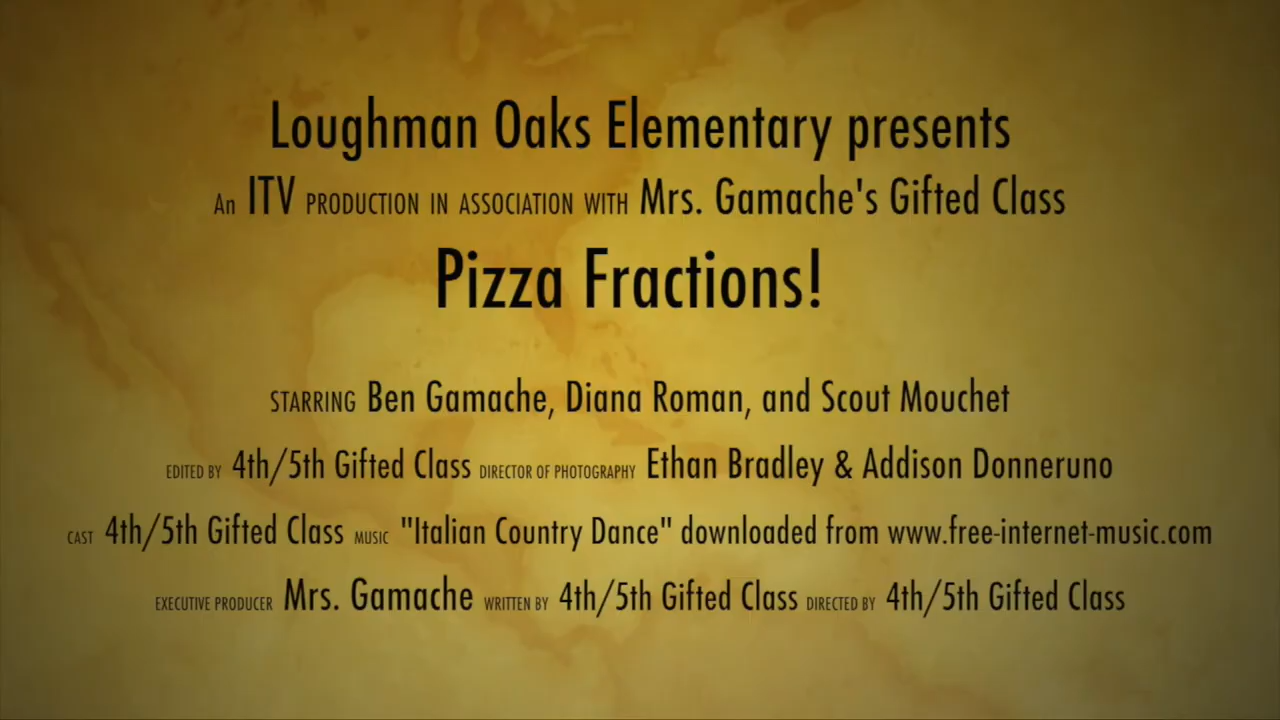 Loughman Oaks Elementary presents
An ITV PRODUCTION IN ASSOCIATION WITH Mrs. Gamache's Gifted Class
Pizza Fractions!
STARRING Ben Gamache, Diana Roman, and Scout Mouchet
EDITED BY 4th/5th Gifted Class DIRECTOR OF PHOTOGRAPHY Ethan Bradley & Addison Donneruno
CAST 4th/5th Gifted Class MUSIC "Italian Country Dance" downloaded from www.free-internet-music.com
EXECUTIVE PRODUCER Mrs. Gamache WRITTEN BY 4th/5th Gifted Class DIRECTED BY 4th/5th Gifted Class